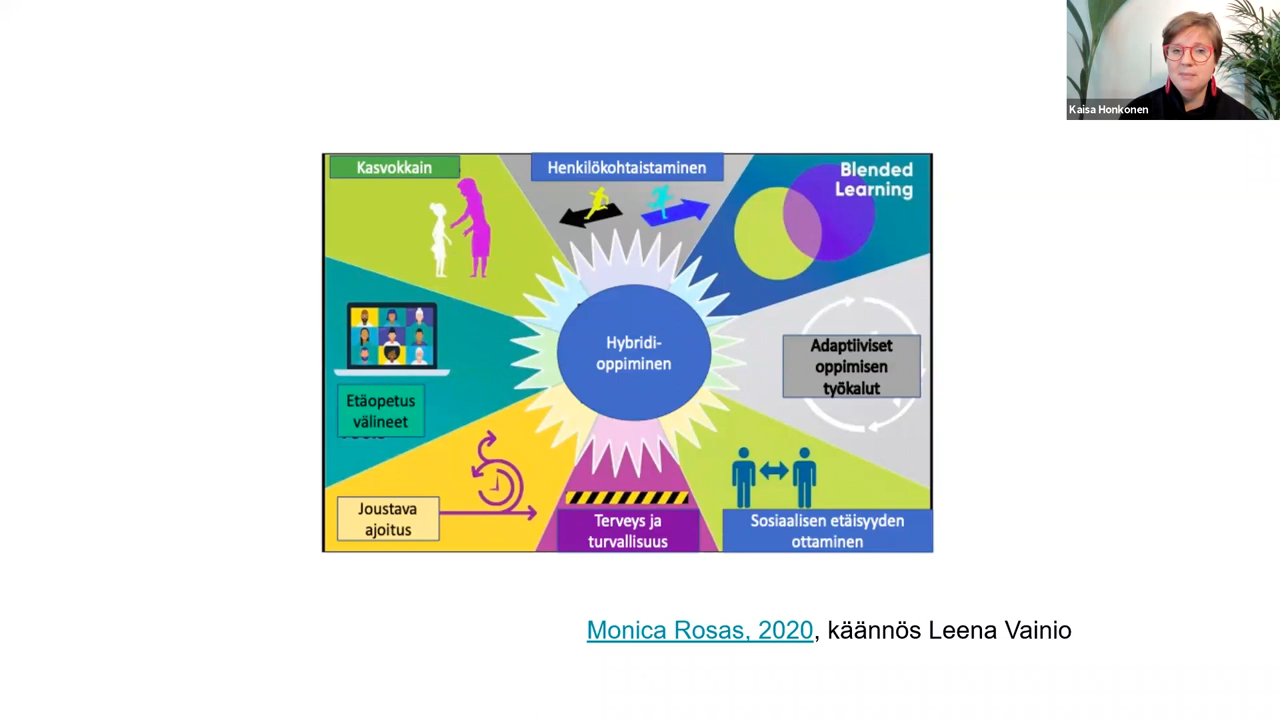 Kaisa Honkonen
Kasvokkain
Henkilökohtaistaminen
Blended
Learning
Hybridi-
oppiminen
Adaptiiviset
oppimisen
työkalut
Etäopetus
välineet
Joustava
ajoitus
Terveys ja
turvallisuus
Sosiaalisen etäisyyden
ottaminen
Monica Rosas, 2020, käännös Leena Vainio